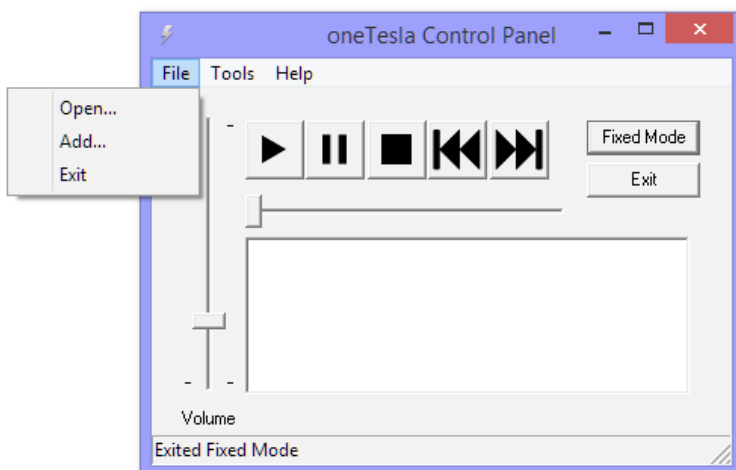 oneTesla Control Panel
File Tools Help
Open...
Add...
Exit
Fixed Mode
Exit
Volume
Exited Fixed Mode